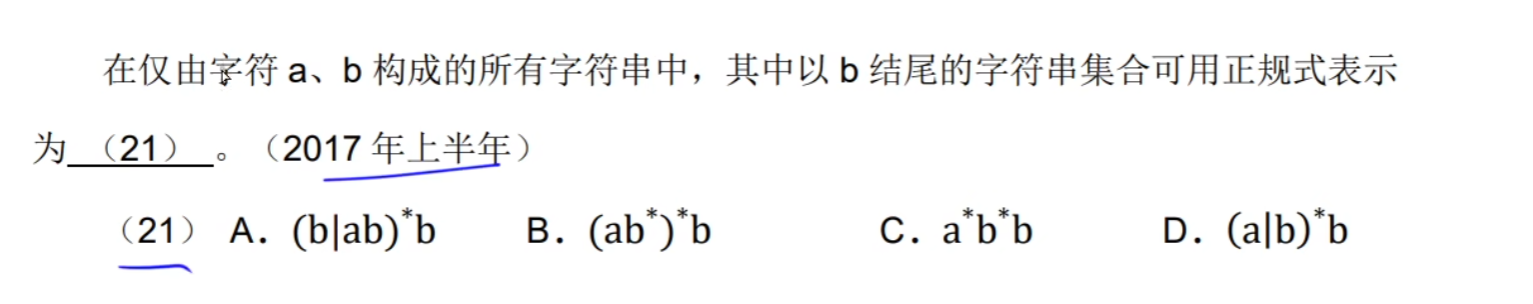 在仅由字符 a、b 构成的所有字符串中，其中以 b 结尾的字符串集合可用正规式表示
为 （21） 。（2017 年上半年）
（21） A．(b|ab)*b B．(ab*)*b C．a*b*b D．(a|b)*b